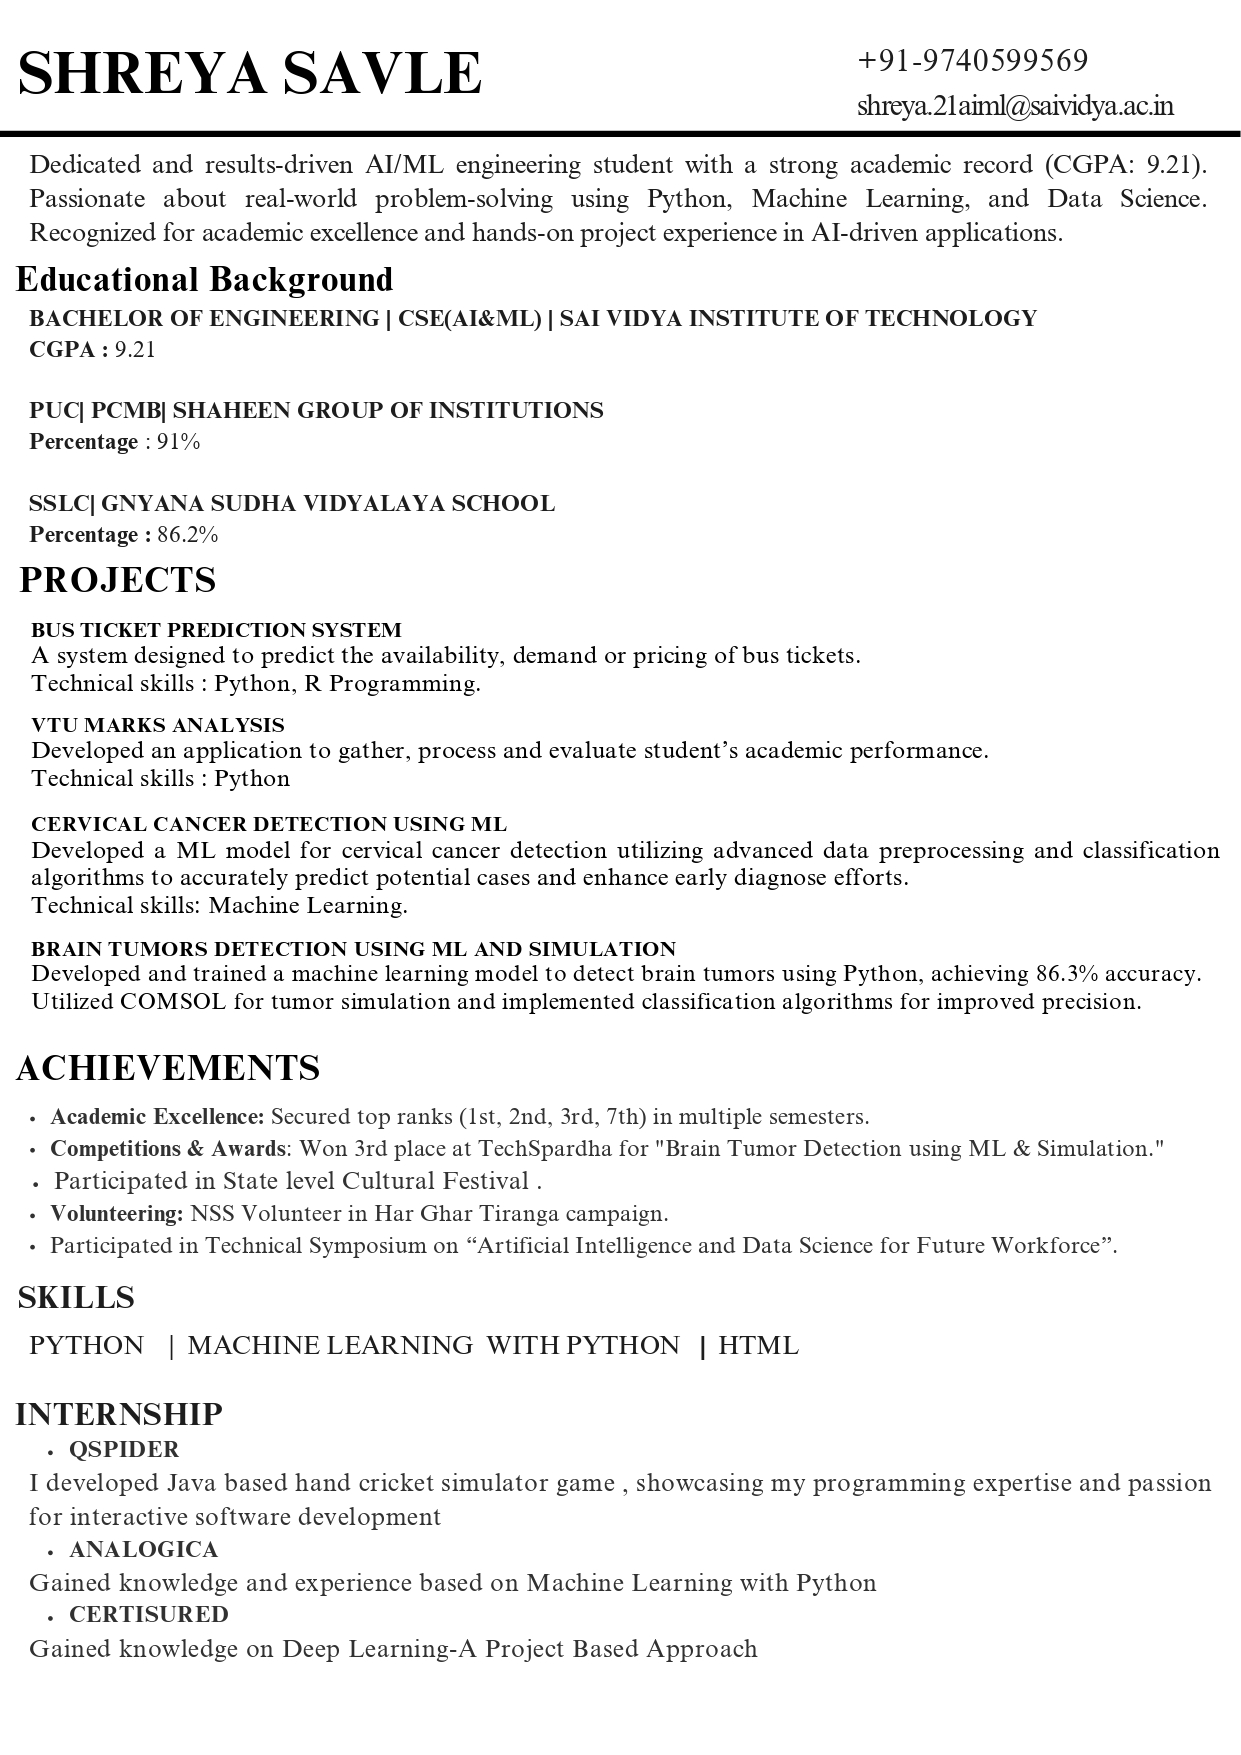 SHREYA SAVLE
+91-9740599569
shreya.21aiml@saividya.ac.in
Dedicated and results-driven AI/ML engineering student with a strong academic record (CGPA: 9.21).
Passionate about real-world problem-solving using Python, Machine Learning, and Data Science.
Recognized for academic excellence and hands-on project experience in AI-driven applications.
Educational Background
BACHELOR OF ENGINEERING | CSE(AI&ML) | SAI VIDYA INSTITUTE OF TECHNOLOGY
CGPA : 9.21
PUC| PCMB| SHAHEEN GROUP OF INSTITUTIONS
Percentage : 91%
SSLC| GNYANA SUDHA VIDYALAYA SCHOOL
Percentage : 86.2%
PROJECTS
BUS TICKET PREDICTION SYSTEM
A system designed to predict the availability, demand or pricing of bus tickets.
Technical skills : Python, R Programming.
VTU MARKS ANALYSIS
Developed an application to gather, process and evaluate student’s academic performance.
Technical skills : Python
CERVICAL CANCER DETECTION USING ML
Developed a ML model for cervical cancer detection utilizing advanced data preprocessing and classification
algorithms to accurately predict potential cases and enhance early diagnose efforts.
Technical skills: Machine Learning.
BRAIN TUMORS DETECTION USING ML AND SIMULATION
Developed and trained a machine learning model to detect brain tumors using Python, achieving 86.3% accuracy.
Utilized COMSOL for tumor simulation and implemented classification algorithms for improved precision.
ACHIEVEMENTS
• Academic Excellence: Secured top ranks (1st, 2nd, 3rd, 7th) in multiple semesters.
• Competitions & Awards: Won 3rd place at TechSpardha for "Brain Tumor Detection using ML & Simulation."
• Participated in State level Cultural Festival .
• Volunteering: NSS Volunteer in Har Ghar Tiranga campaign.
• Participated in Technical Symposium on “Artificial Intelligence and Data Science for Future Workforce”.
SKILLS
PYTHON | MACHINE LEARNING WITH PYTHON | HTML
INTERNSHIP
• QSPIDER
I developed Java based hand cricket simulator game , showcasing my programming expertise and passion
for interactive software development
• ANALOGICA
Gained knowledge and experience based on Machine Learning with Python
• CERTISURED
Gained knowledge on Deep Learning-A Project Based Approach